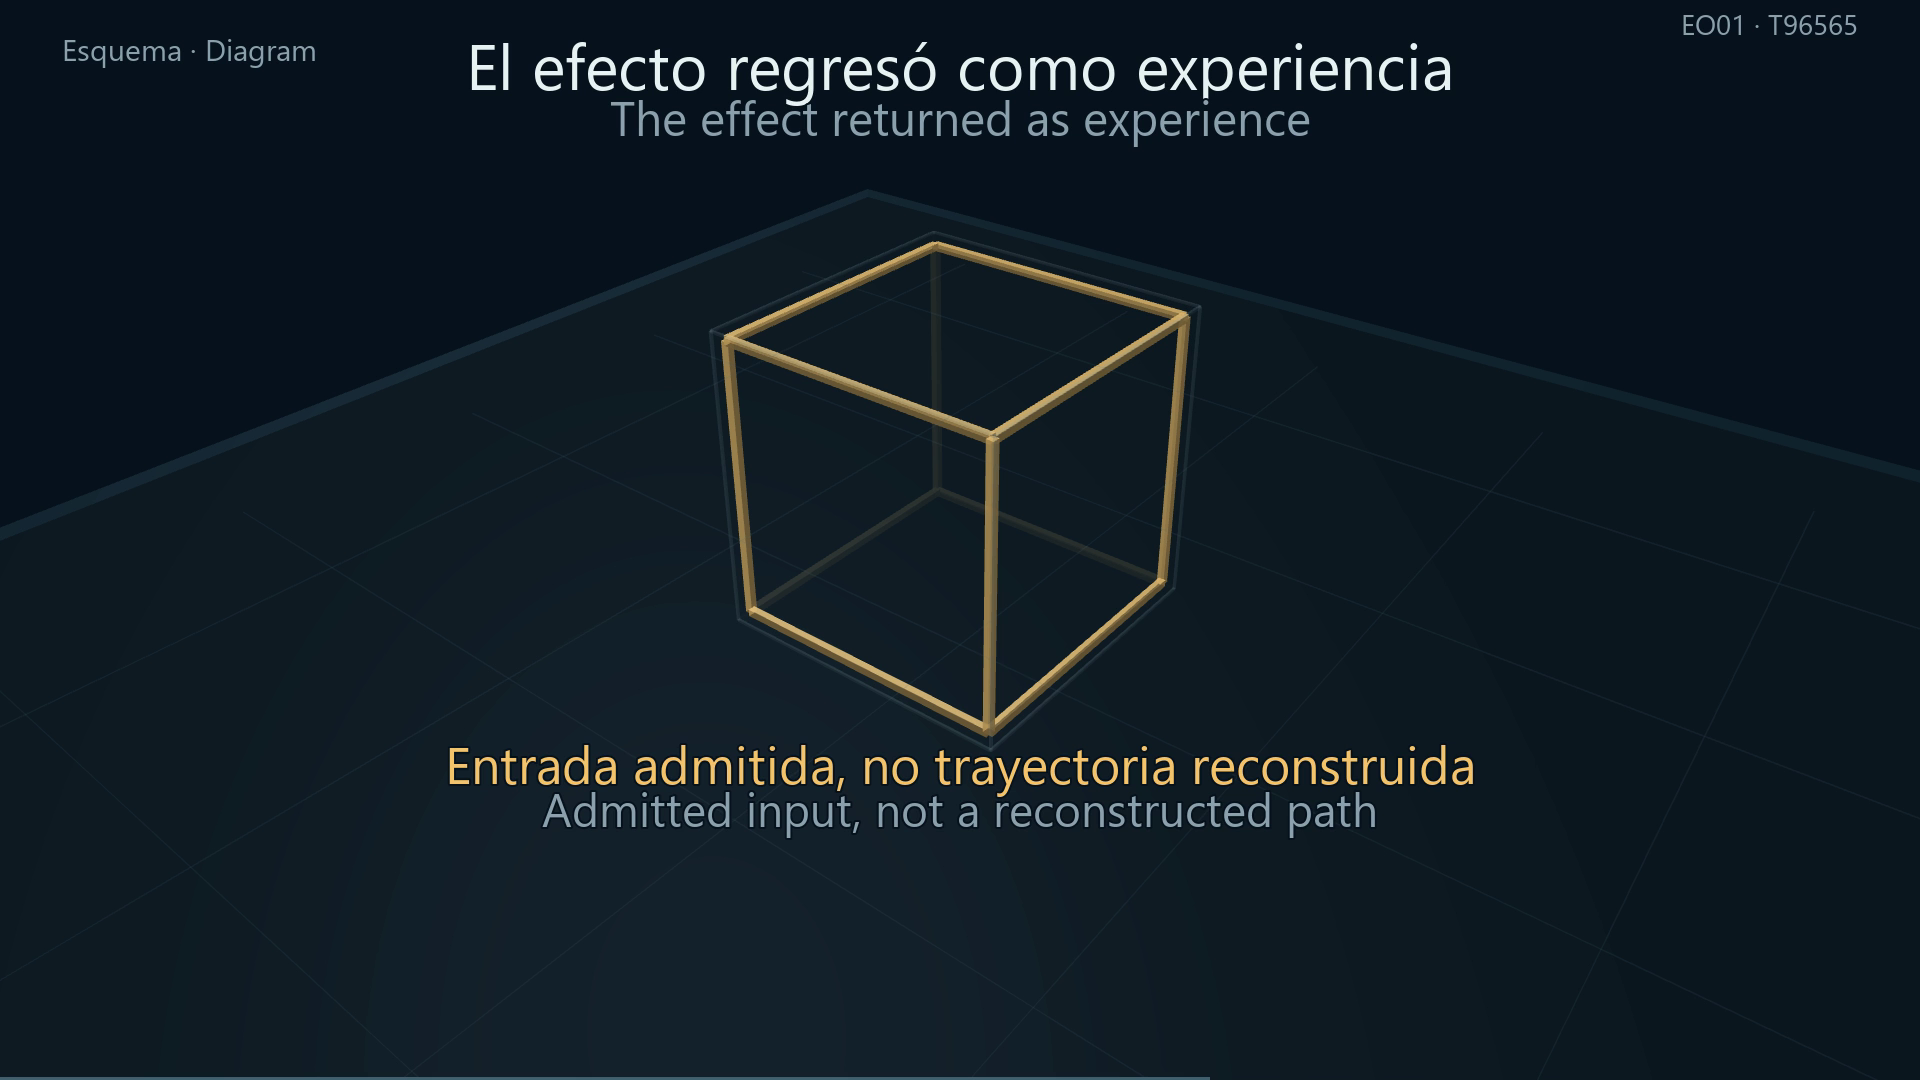 Esquema · Diagram
EO01 · T96565
El efecto regresó como experiencia
The effect returned as experience
Entrada admitida, no trayectoria reconstruida
Admitted input, not a reconstructed path